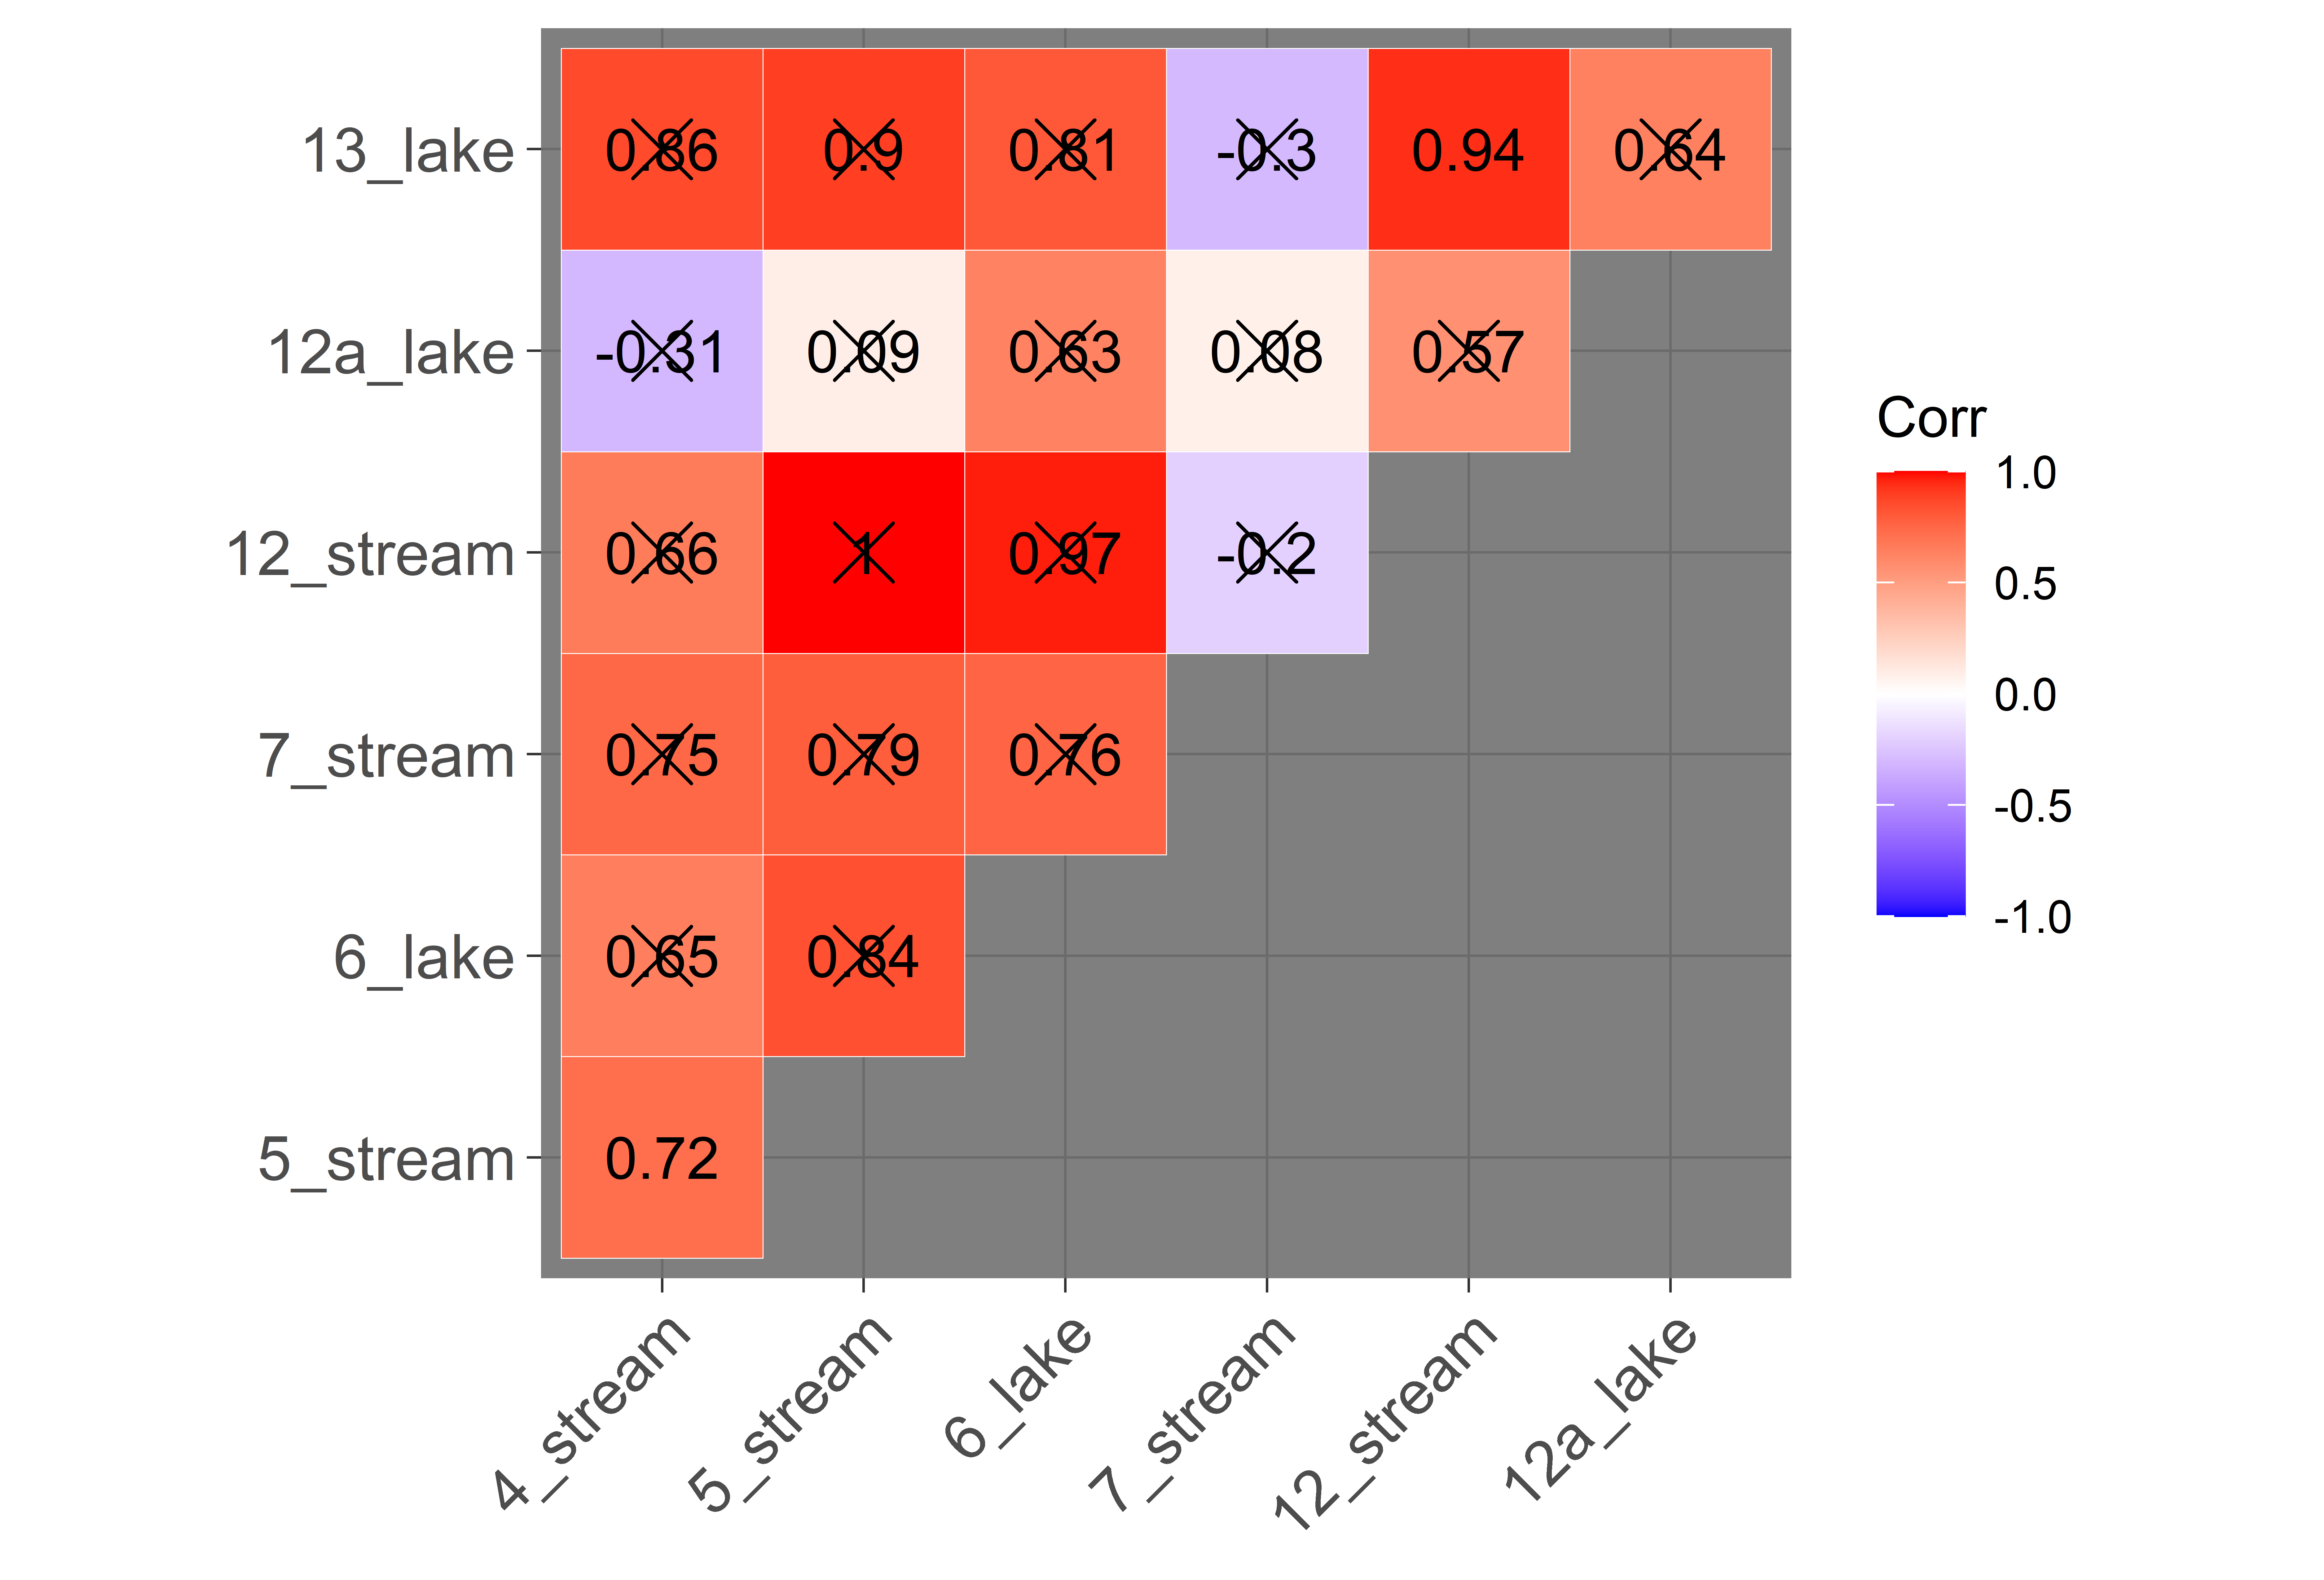 13_lake 0.86 0.9 0.81 -0.3 0.94 0.64
12a_lake -0.31 0.09 0.63 0.08 0.57
12_stream 0.66 1 0.97 -0.2
7_stream 0.75 0.79 0.76
6_lake 0.65 0.84
5_stream 0.72
4_stream 5_stream 6_lake 7_stream 12_stream 12a_lake
Corr
1.0
0.5
0.0
-0.5
-1.0